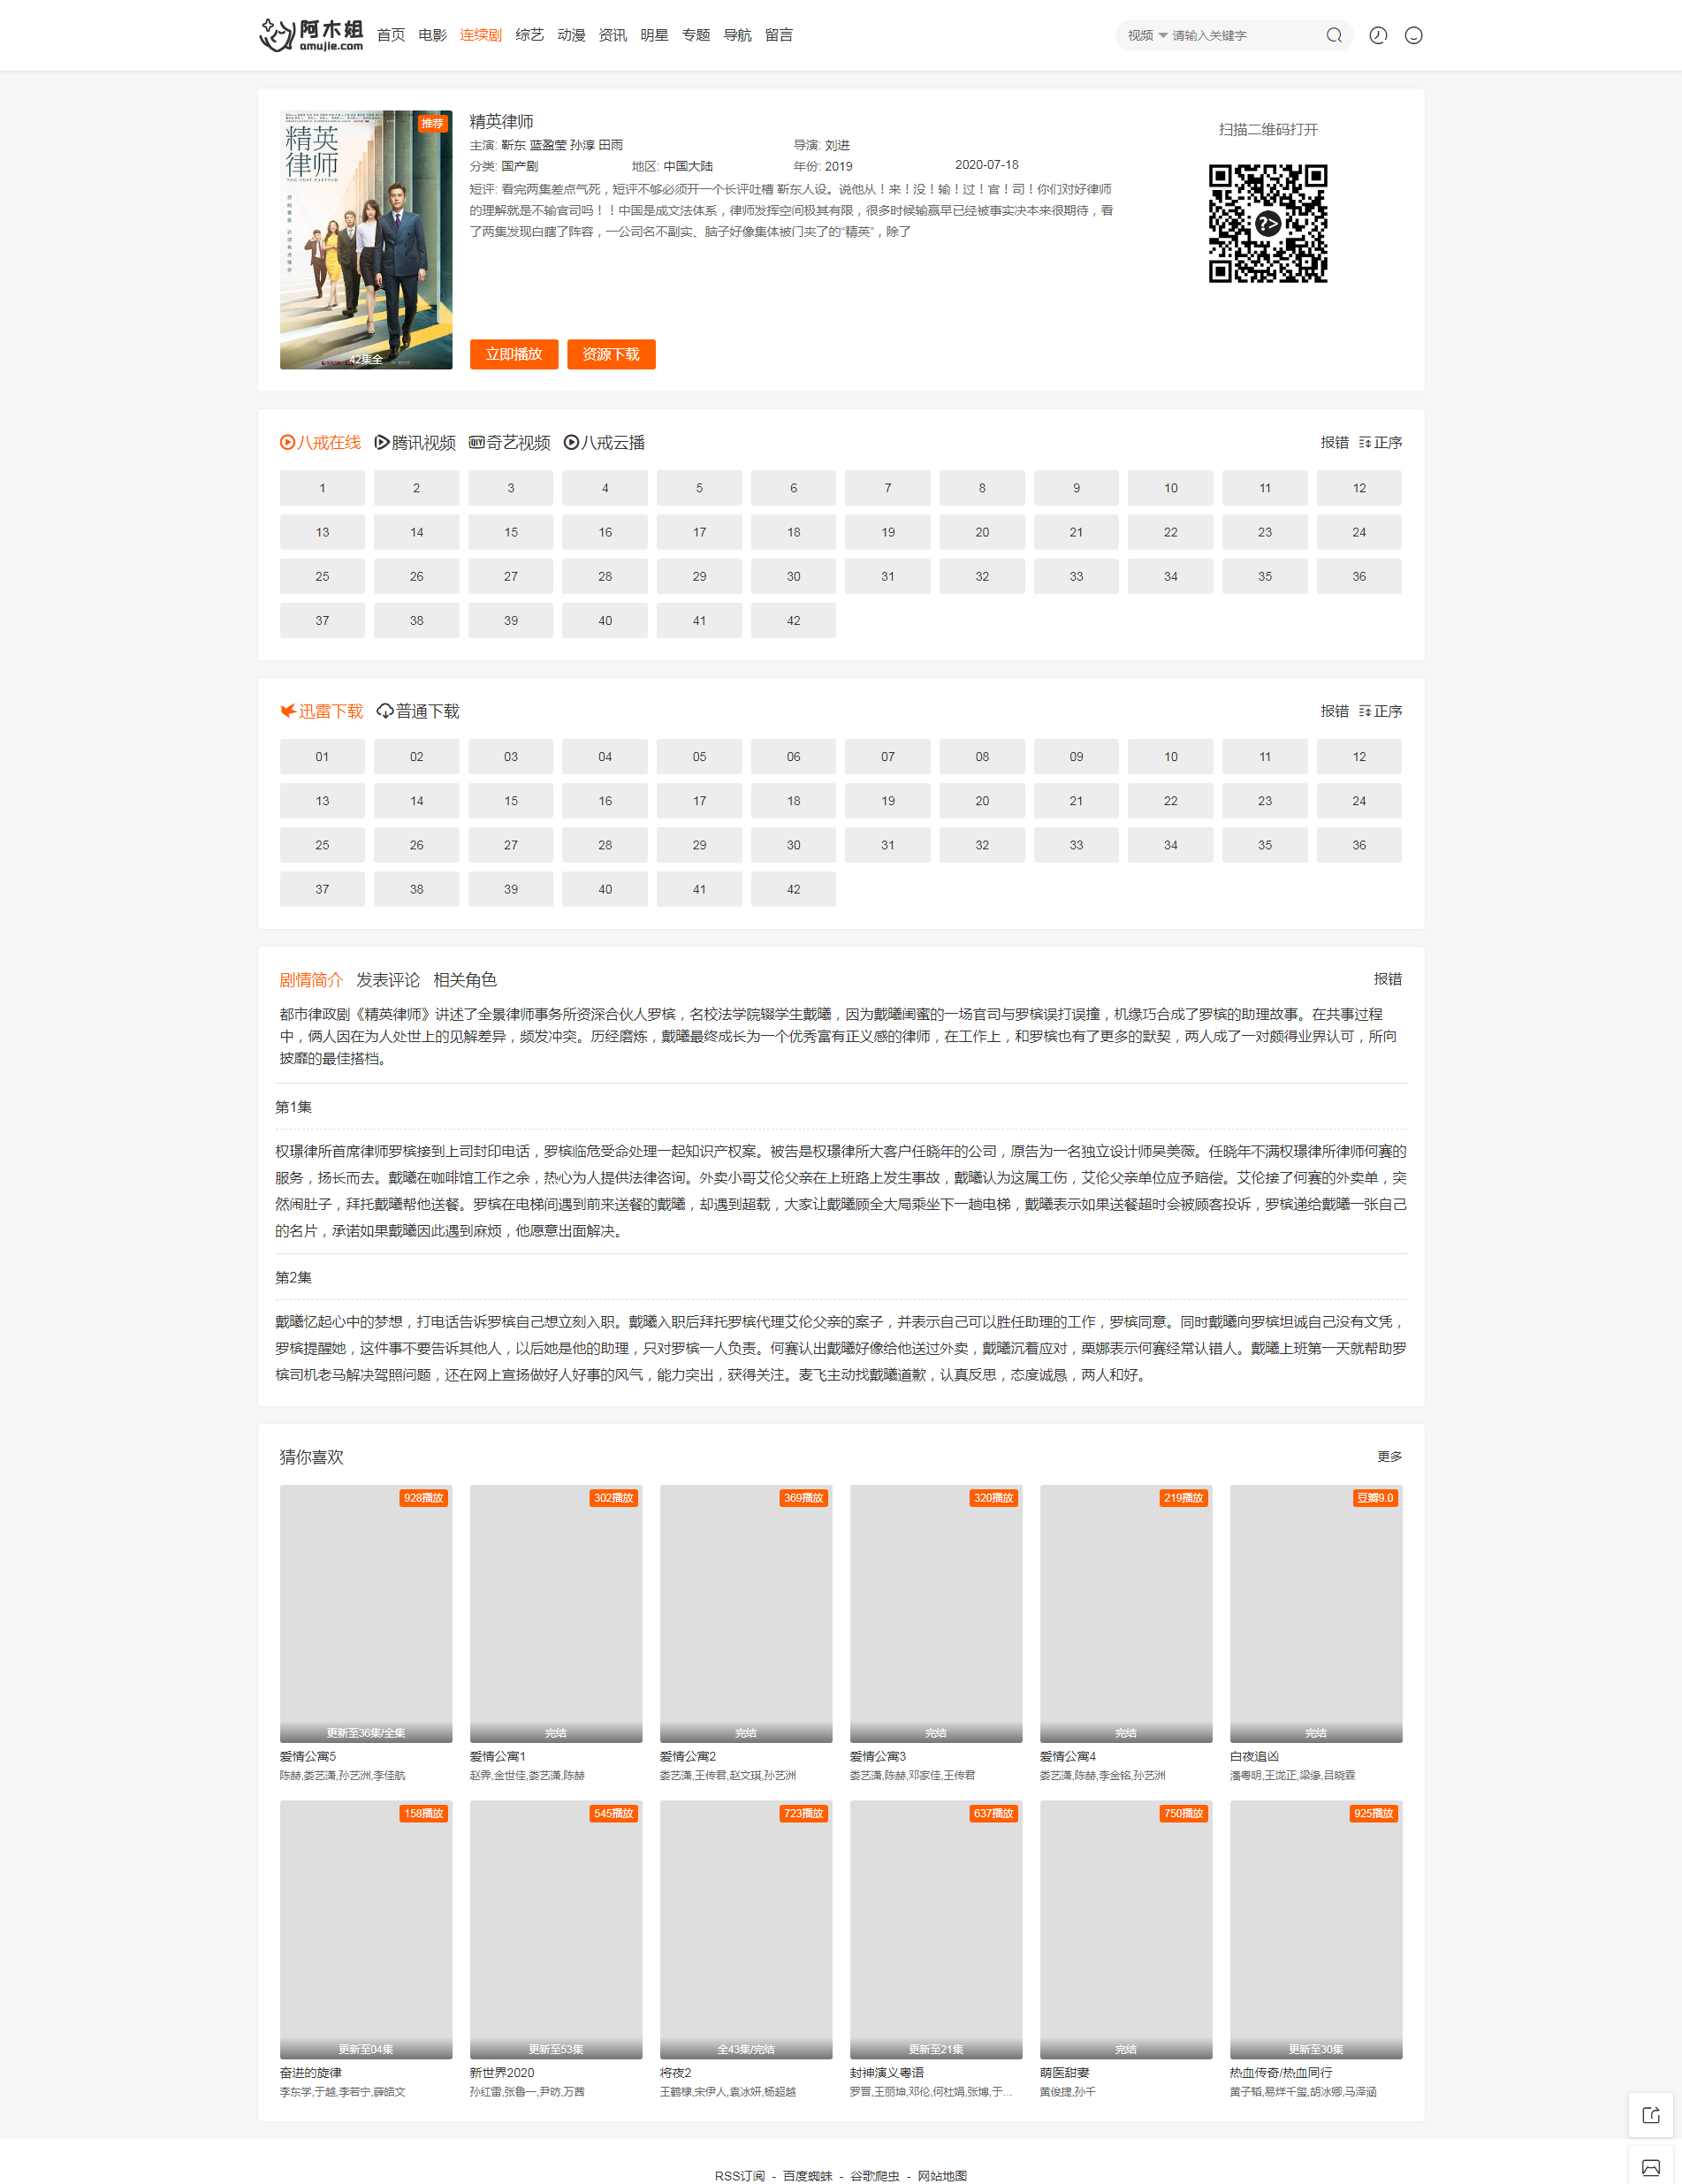 阿木姐
amujie.com
首页 电影 连续剧 综艺 动漫 资讯 明星 专题 导航 留言
视频 请输入关键字
推荐
精英
律师
42集全
精英律师
主演: 靳东 蓝盈莹 孙淳 田雨
导演: 刘进
分类: 国产剧
地区: 中国大陆
年份: 2019
2020-07-18
短评: 看完两集差点气死，短评不够必须开一个长评吐槽 靳东人设。说他从！来！没！输！过！官！司！你们对好律师
的理解就是不输官司吗！！中国是成文法体系，律师发挥空间极其有限，很多时候输赢早已经被事实决本来很期待，看
了两集发现白瞎了阵容，一公司名不副实、脑子好像集体被门夹了的“精英”，除了
立即播放 资源下载
扫描二维码打开
八戒在线 腾讯视频 奇艺视频 八戒云播
报错 正序
1 2 3 4 5 6 7 8 9 10 11 12
13 14 15 16 17 18 19 20 21 22 23 24
25 26 27 28 29 30 31 32 33 34 35 36
37 38 39 40 41 42
迅雷下载 普通下载
报错 正序
01 02 03 04 05 06 07 08 09 10 11 12
13 14 15 16 17 18 19 20 21 22 23 24
25 26 27 28 29 30 31 32 33 34 35 36
37 38 39 40 41 42
剧情简介 发表评论 相关角色
报错
都市律政剧《精英律师》讲述了全景律师事务所资深合伙人罗槟，名校法学院辍学生戴曦，因为戴曦闺蜜的一场官司与罗槟误打误撞，机缘巧合成了罗槟的助理故事。在共事过程
中，俩人因在为人处世上的见解差异，频发冲突。历经磨炼，戴曦最终成长为一个优秀富有正义感的律师，在工作上，和罗槟也有了更多的默契，两人成了一对颇得业界认可，所向
披靡的最佳搭档。
第1集
权璟律所首席律师罗槟接到上司封印电话，罗槟临危受命处理一起知识产权案。被告是权璟律所大客户任晓年的公司，原告为一名独立设计师吴美薇。任晓年不满权璟律所律师何赛的
服务，扬长而去。戴曦在咖啡馆工作之余，热心为人提供法律咨询。外卖小哥艾伦父亲在上班路上发生事故，戴曦认为这属工伤，艾伦父亲单位应予赔偿。艾伦接了何赛的外卖单，突
然闹肚子，拜托戴曦帮他送餐。罗槟在电梯间遇到前来送餐的戴曦，却遇到超载，大家让戴曦顾全大局乘坐下一趟电梯，戴曦表示如果送餐超时会被顾客投诉，罗槟递给戴曦一张自己
的名片，承诺如果戴曦因此遇到麻烦，他愿意出面解决。
第2集
戴曦忆起心中的梦想，打电话告诉罗槟自己想立刻入职。戴曦入职后拜托罗槟代理艾伦父亲的案子，并表示自己可以胜任助理的工作，罗槟同意。同时戴曦向罗槟坦诚自己没有文凭，
罗槟提醒她，这件事不要告诉其他人，以后她是他的助理，只对罗槟一人负责。何赛认出戴曦好像给他送过外卖，戴曦沉着应对，栗娜表示何赛经常认错人。戴曦上班第一天就帮助罗
槟司机老马解决驾照问题，还在网上宣扬做好人好事的风气，能力突出，获得关注。麦飞主动找戴曦道歉，认真反思，态度诚恳，两人和好。
猜你喜欢
更多
928播放 302播放 369播放 320播放 219播放 豆瓣9.0
更新至36集/全集 完结 完结 完结 完结 完结
爱情公寓5 爱情公寓1 爱情公寓2 爱情公寓3 爱情公寓4 白夜追凶
陈赫,娄艺潇,孙艺洲,李佳航 赵霁,金世佳,娄艺潇,陈赫 娄艺潇,王传君,赵文琪,孙艺洲 娄艺潇,陈赫,邓家佳,王传君 娄艺潇,陈赫,李金铭,孙艺洲 潘粤明,王泷正,梁缘,吕晓霖
158播放 545播放 723播放 637播放 750播放 925播放
更新至04集 更新至53集 全43集/完结 更新至21集 完结 更新至30集
奋进的旋律 新世界2020 将夜2 封神演义粤语 萌医甜妻 热血传奇/热血同行
李东学,于越,李若宁,薛皓文 孙红雷,张鲁一,尹昉,万茜 王鹤棣,宋伊人,袁冰妍,杨超越 罗晋,王丽坤,邓伦,何杜娟,张博,于... 黄俊捷,孙千 黄子韬,易烊千玺,胡冰卿,马泽涵
RSS订阅 - 百度蜘蛛 - 谷歌爬虫 - 网站地图